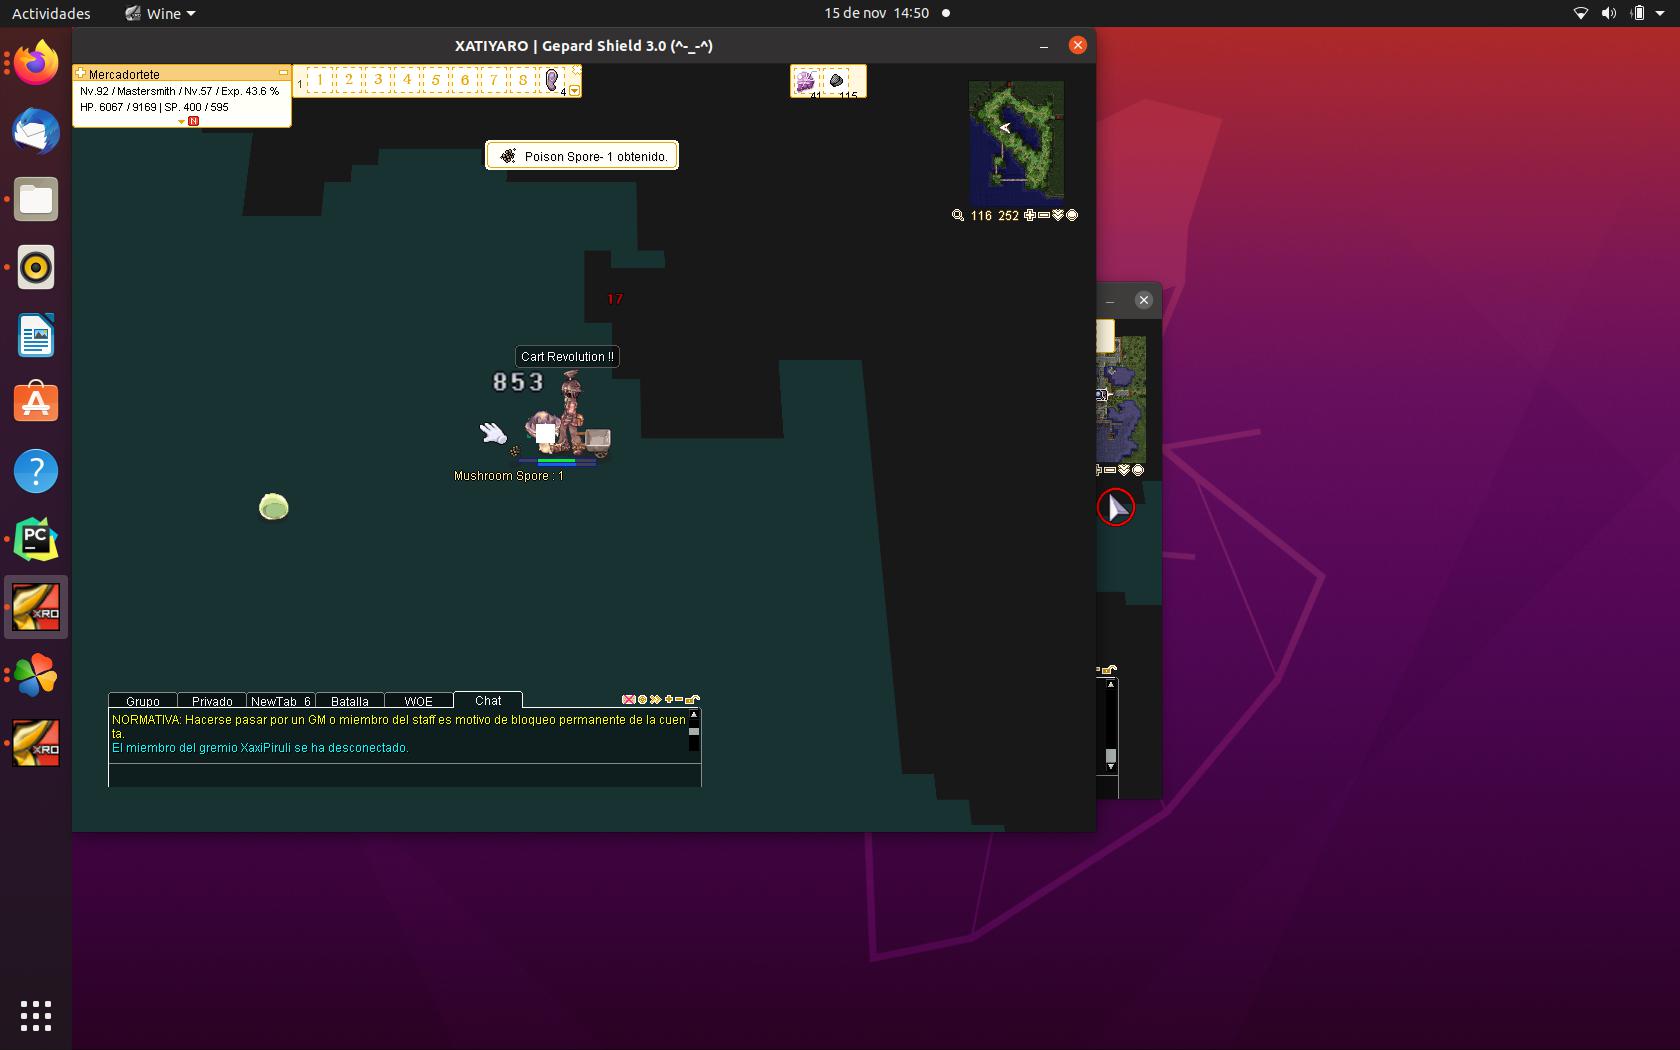 Actividades
Wine
15 de nov 14:50
XATIYARO | Gepard Shield 3.0 (^-_-^)
Mercadortete
Nv.92 / Mastersmith / Nv.57 / Exp. 43.6 %
HP. 6067 / 9169 | SP. 400 / 595
N
1 1 2 3 4 5 6 7 8 4
41 115
Poison Spore- 1 obtenido.
116 252
17
Cart Revolution !!
853
Mushroom Spore : 1
?
PC
XRO
XRO
Grupo Privado NewTab_6 Batalla WOE Chat
NORMATIVA: Hacerse pasar por un GM o miembro del staff es motivo de bloqueo permanente de la cuen
ta.
El miembro del gremio XaxiPiruli se ha desconectado.